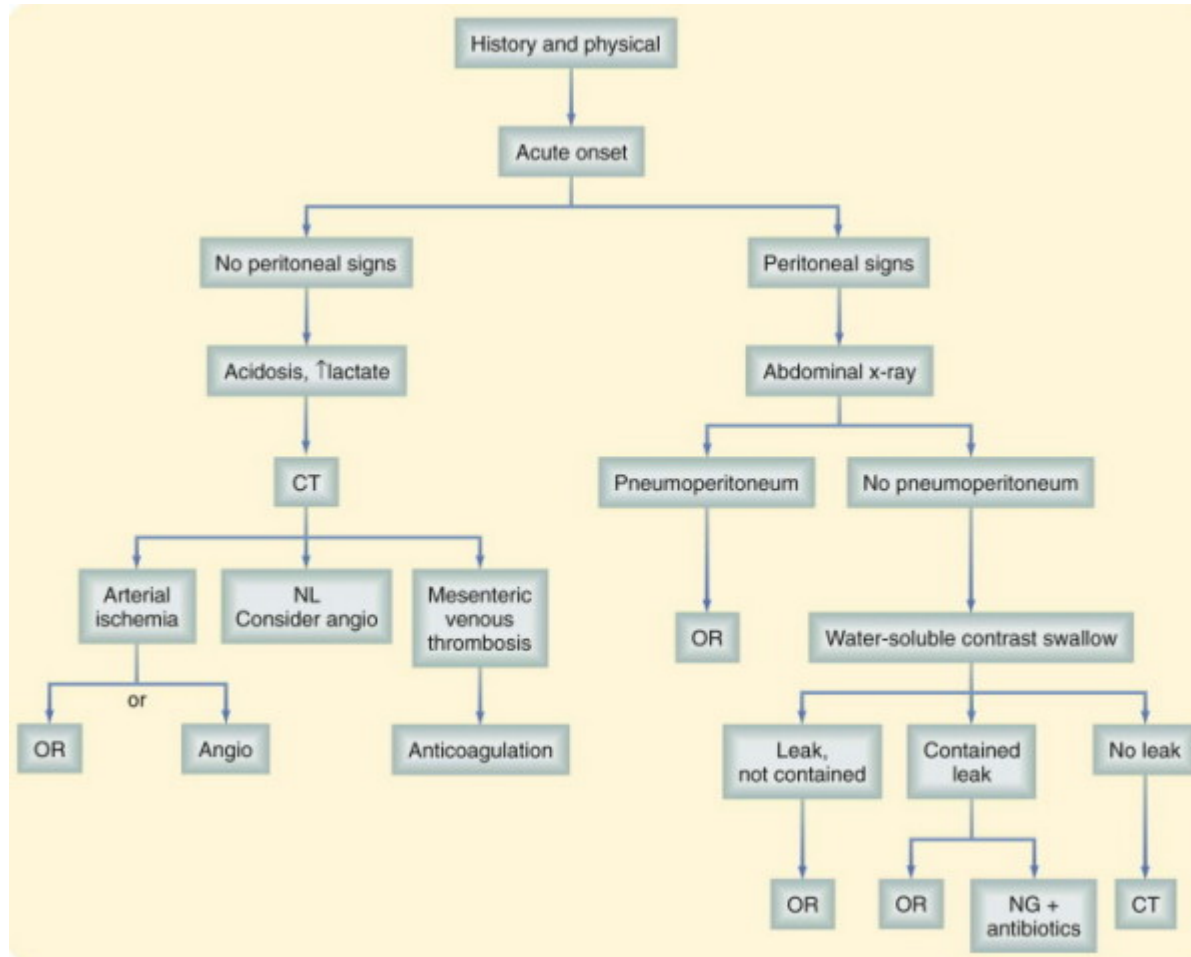 History and physical
Acute onset
No peritoneal signs
Peritoneal signs
Acidosis, ↑lactate
Abdominal x-ray
CT
Pneumoperitoneum
No pneumoperitoneum
Arterial
ischemia
NL
Consider angio
Mesenteric
venous
thrombosis
OR
Water-soluble contrast swallow
or
OR
Angio
Anticoagulation
Leak,
not contained
Contained
leak
No leak
OR
OR
NG +
antibiotics
CT